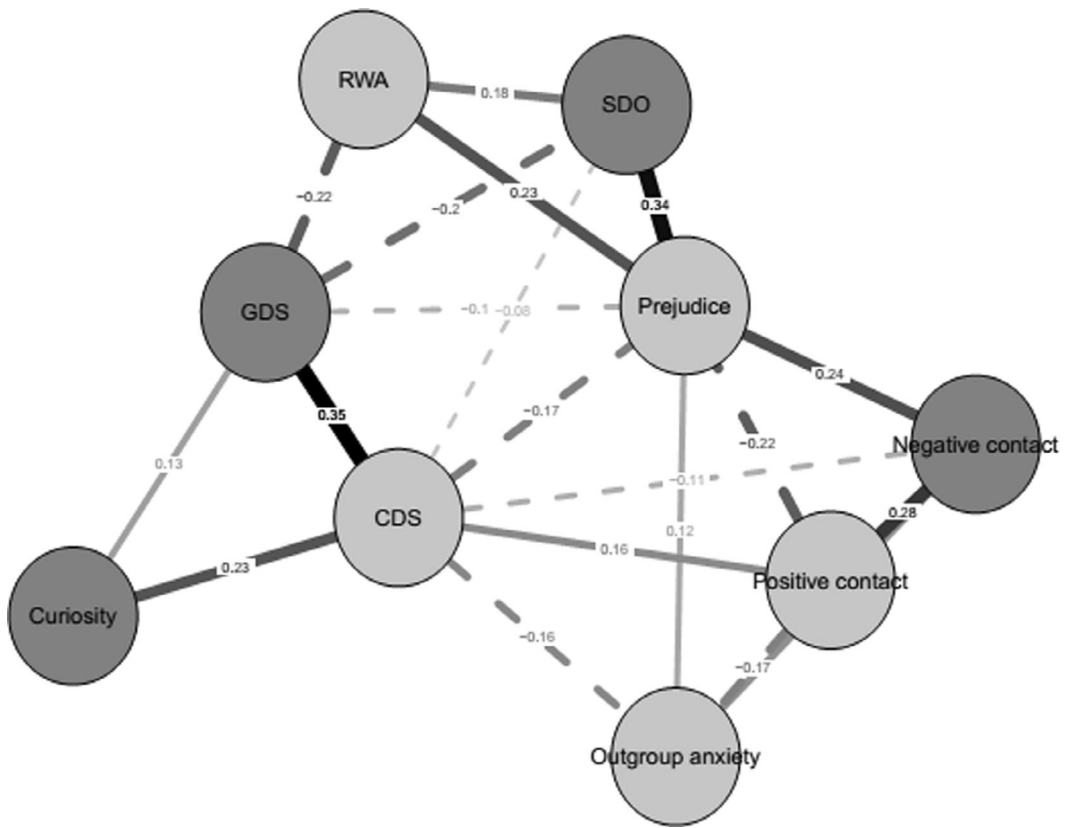 RWA
SDO
0.18
−0.22
−0.2
0.23
0.34
GDS
−0.1
−0.08
Prejudice
0.35
−0.17
0.24
Negative contact
−0.22
0.13
−0.11
CDS
0.28
0.12
0.16
0.23
Positive contact
Curiosity
−0.16
−0.17
Outgroup anxiety